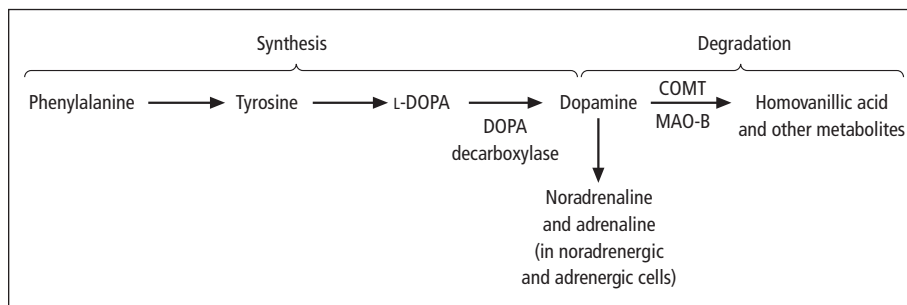 Synthesis
Degradation
Phenylalanine
Tyrosine
L-DOPA
Dopamine
COMT
MAO-B
Homovanillic acid
and other metabolites
DOPA
decarboxylase
Noradrenaline
and adrenaline
(in noradrenergic
and adrenergic cells)